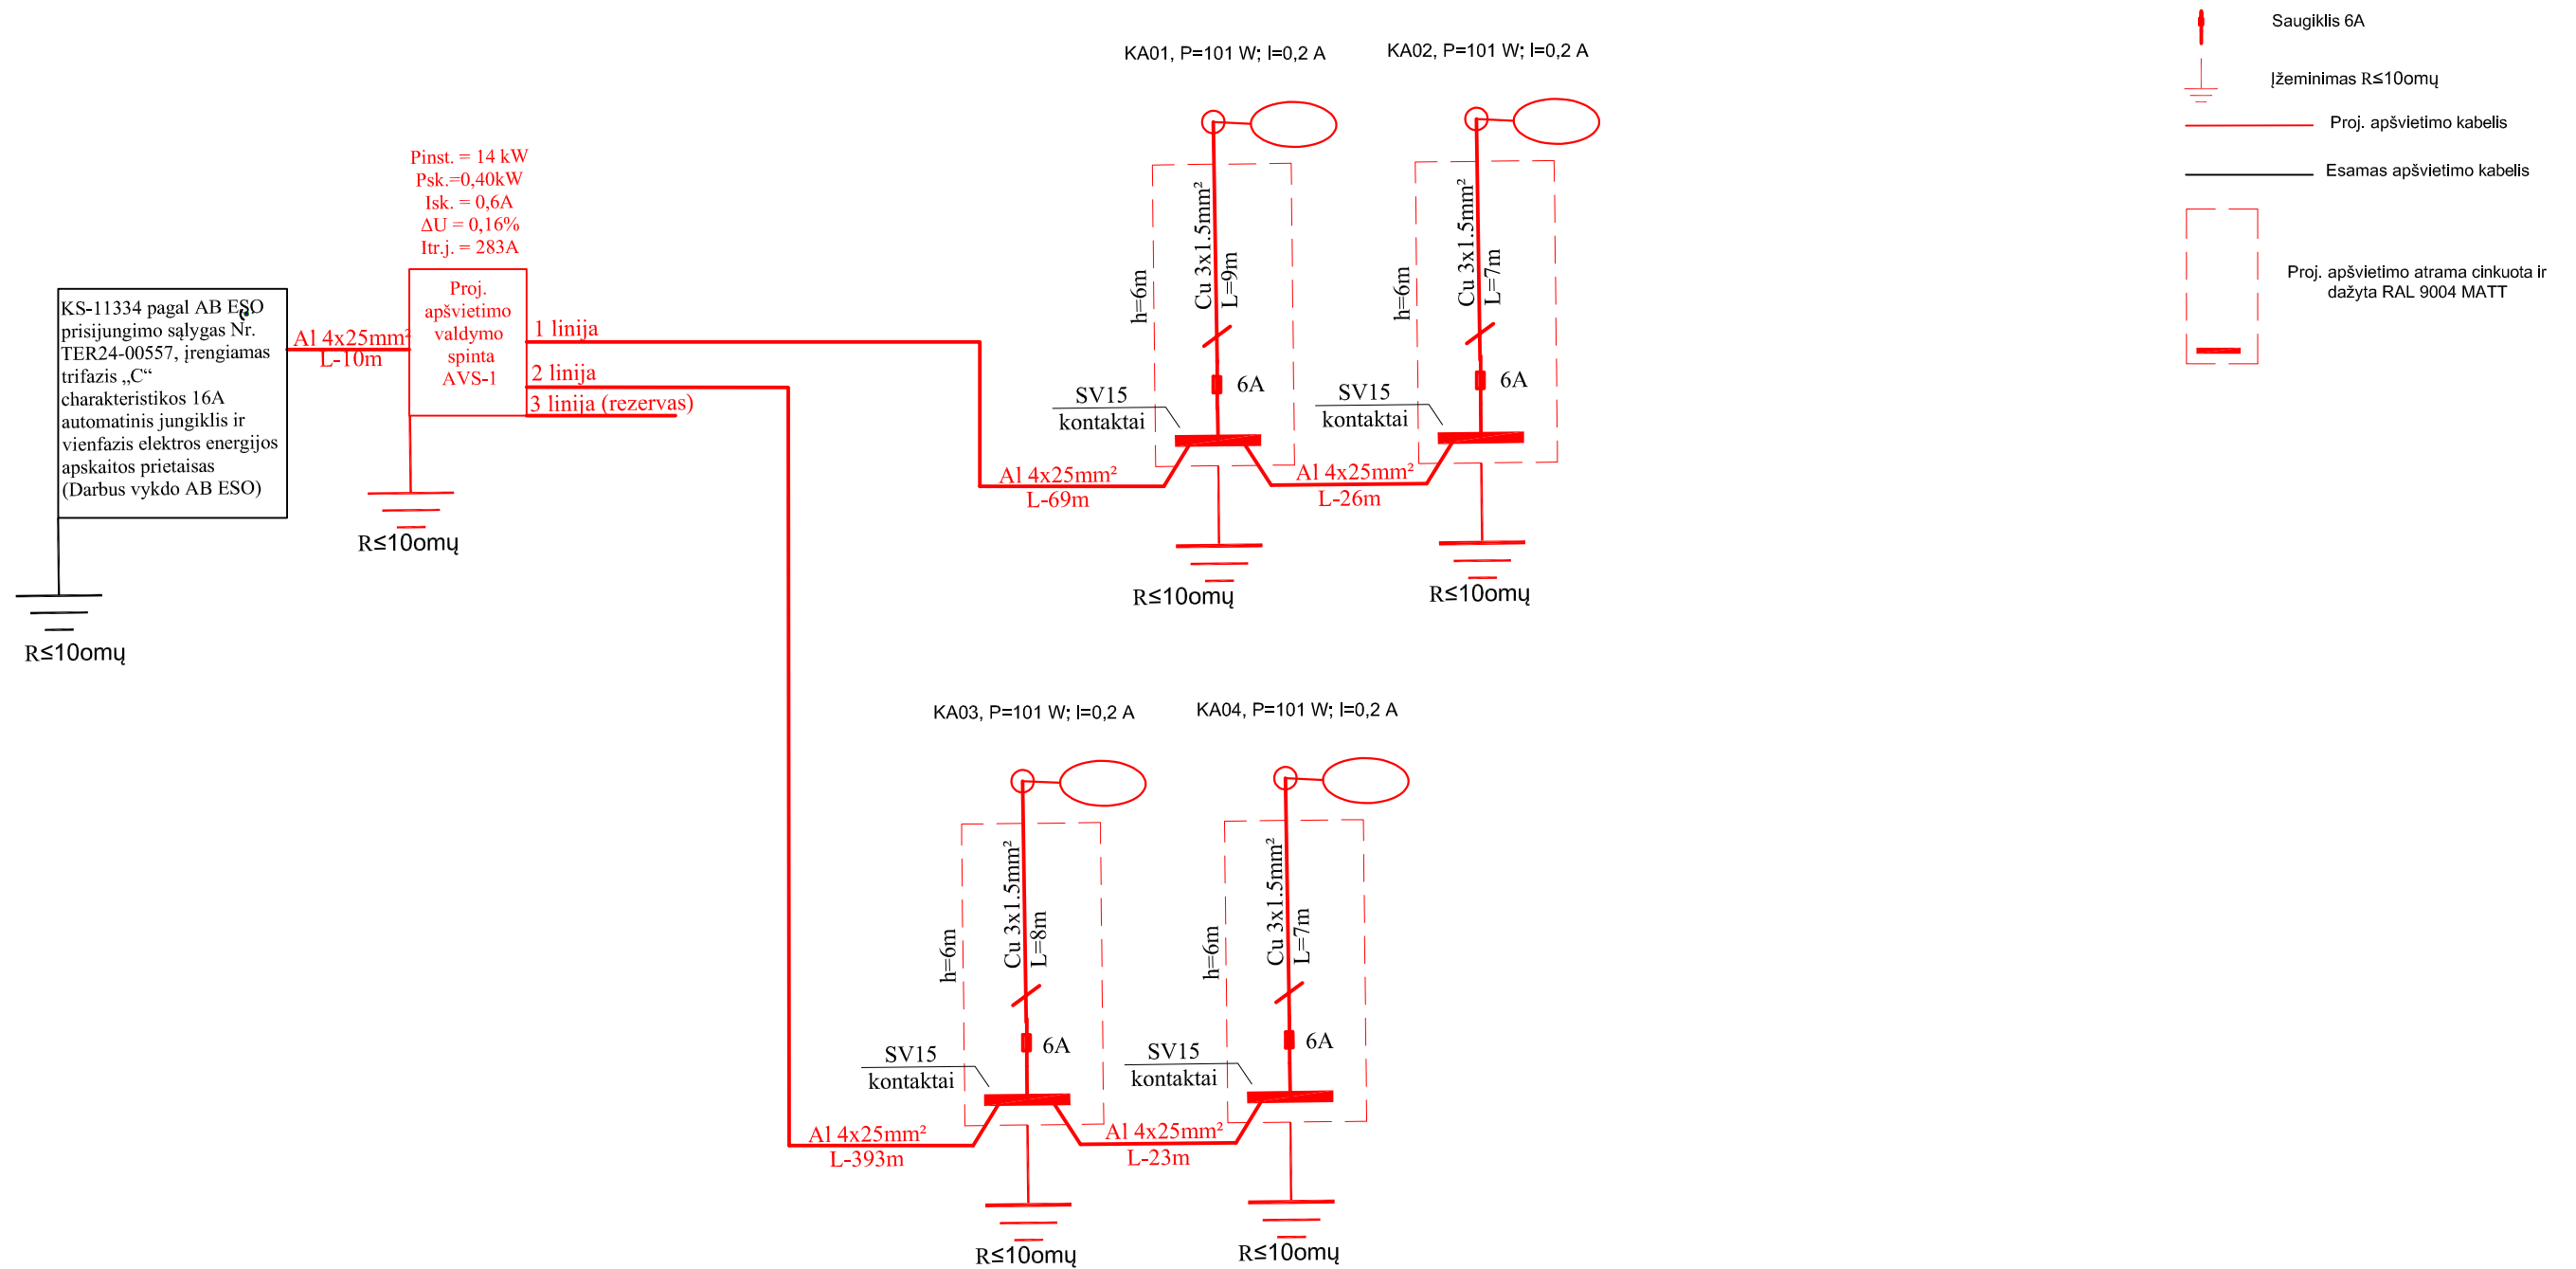 Saugiklis 6A
Įžeminimas R≤10omų
Proj. apšvietimo kabelis
Esamas apšvietimo kabelis
Proj. apšvietimo atrama cinkuota ir
dažyta RAL 9004 MATT
KA01, P=101 W; I=0,2 A
KA02, P=101 W; I=0,2 A
Pinst. = 14 kW
Psk.=0,40kW
Isk. = 0,6A
ΔU = 0,16%
Itr.j. = 283A
KS-11334 pagal AB ESO
prisijungimo sąlygas Nr.
TER24-00557, įrengiamas
trifazis „C“
charakteristikos 16A
automatinis jungiklis ir
vienfazis elektros energijos
apskaitos prietaisas
(Darbus vykdo AB ESO)
R≤10omų
Al 4x25mm²
L-10m
Proj.
apšvietimo
valdymo
spinta
AVS-1
R≤10omų
1 linija
2 linija
3 linija (rezervas)
h=6m
Cu 3x1.5mm²
L=9m
6A
SV15
kontaktai
Al 4x25mm²
L-69m
R≤10omų
h=6m
Cu 3x1.5mm²
L=7m
6A
SV15
kontaktai
Al 4x25mm²
L-26m
R≤10omų
KA03, P=101 W; I=0,2 A
KA04, P=101 W; I=0,2 A
h=6m
Cu 3x1.5mm²
L=8m
6A
SV15
kontaktai
Al 4x25mm²
L-393m
R≤10omų
h=6m
Cu 3x1.5mm²
L=7m
6A
SV15
kontaktai
Al 4x25mm²
L-23m
R≤10omų